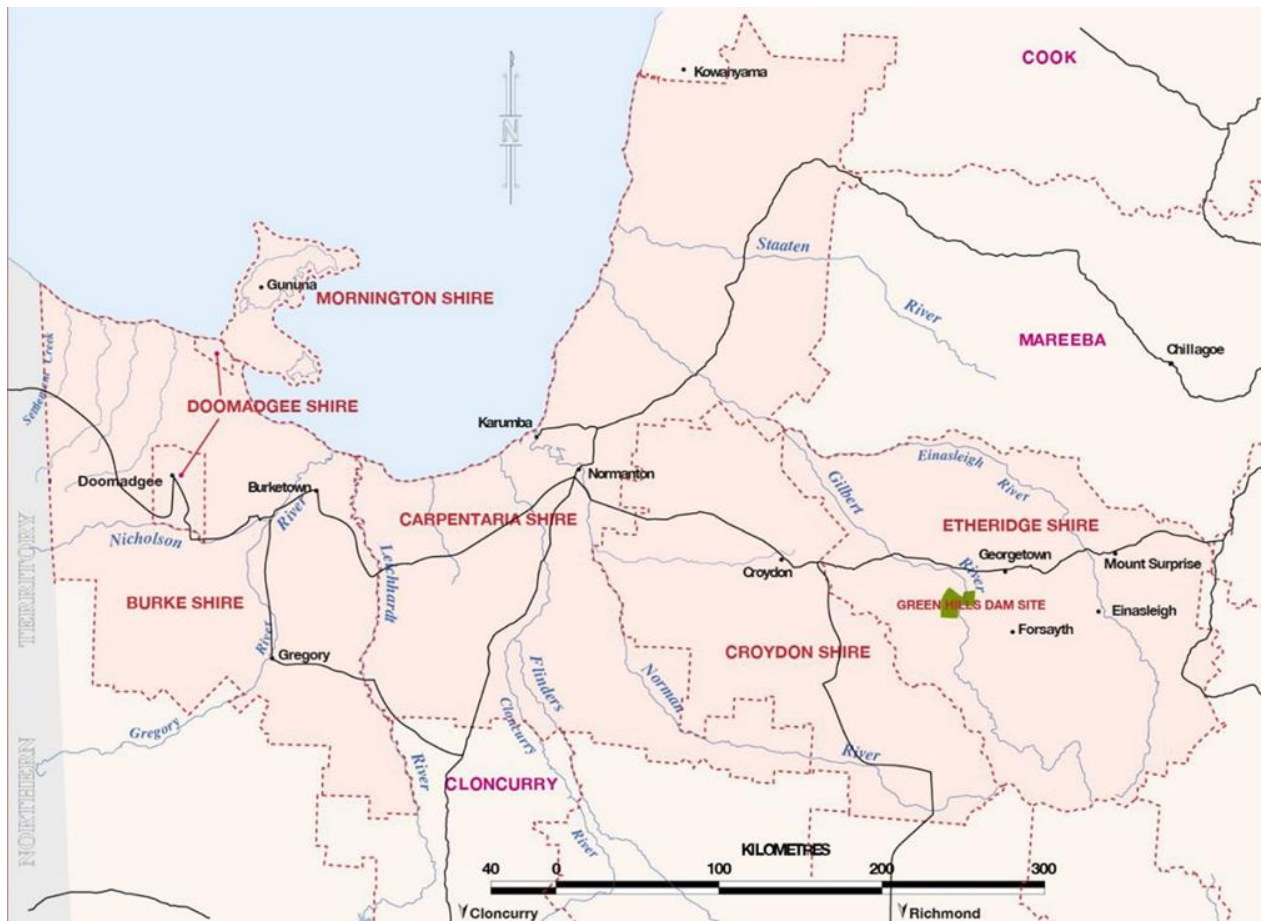 COOK
Kowanyama
N
Staaten
River
Gununa
MORNINGTON SHIRE
MAREEBA
Chillagoe
Settlement Creek
DOOMADGEE SHIRE
Karumba
Einasleigh
River
Doomadgee
Burketown
Normanton
Gilbert
River
CARPENTARIA SHIRE
ETHERIDGE SHIRE
Nicholson
River
Leichhardt
River
Croydon
Georgetown
Mount Surprise
BURKE SHIRE
GREEN HILLS DAM SITE
Einasleigh
Forsayth
River
Gregory
CROYDON SHIRE
Flinders
Norman
River
Gregory
Cloncurry
River
CLONCURRY
NORTHERN TERRITORY
KILOMETRES
40 0 100 200 300
Cloncurry
Richmond